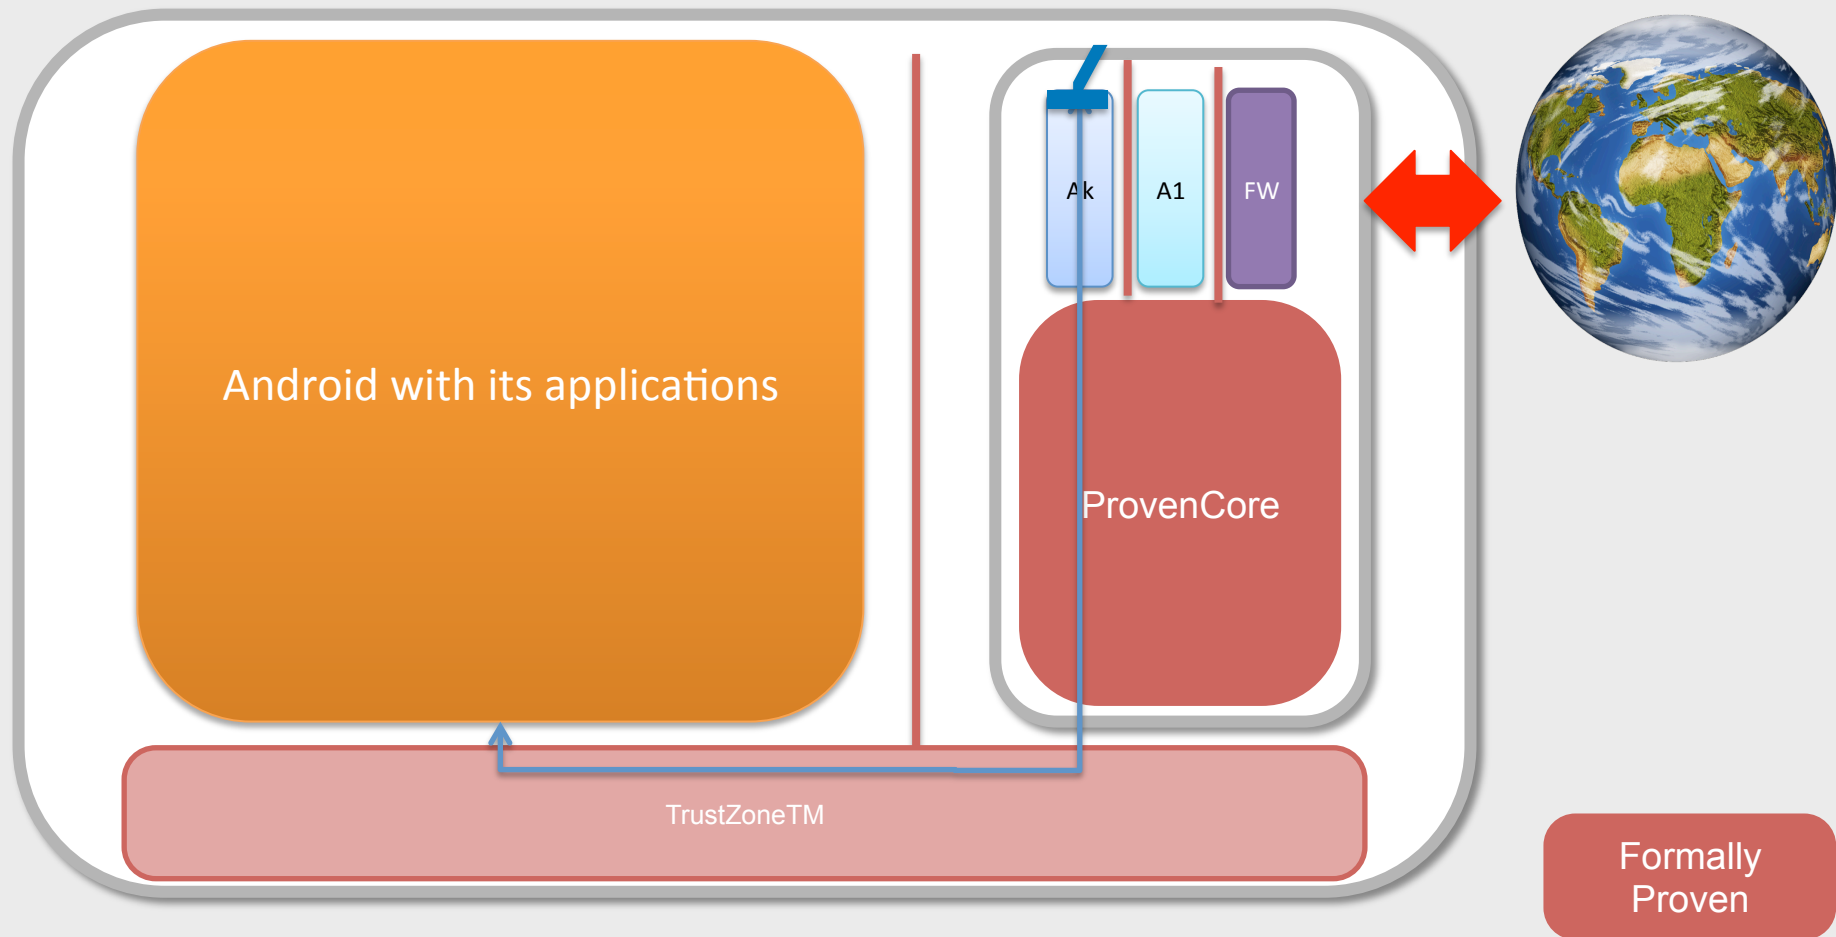 Ak
A1
FW
Android with its applications
ProvenCore
TrustZoneTM
Formally
Proven